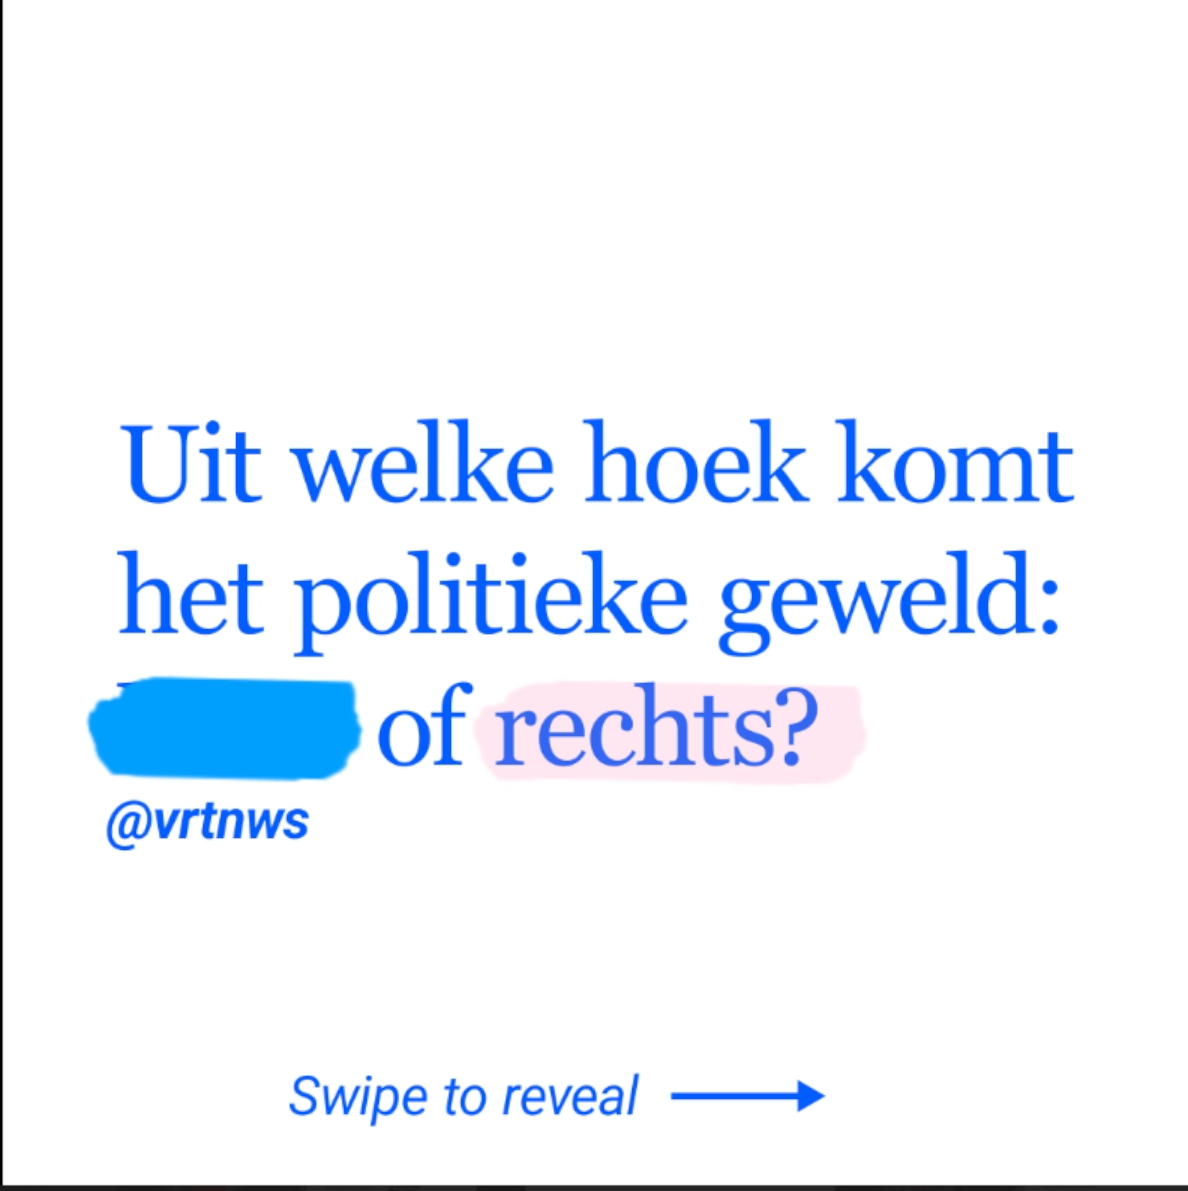 Uit welke hoek komt
het politieke geweld:
of rechts?
@vrtnws
Swipe to reveal